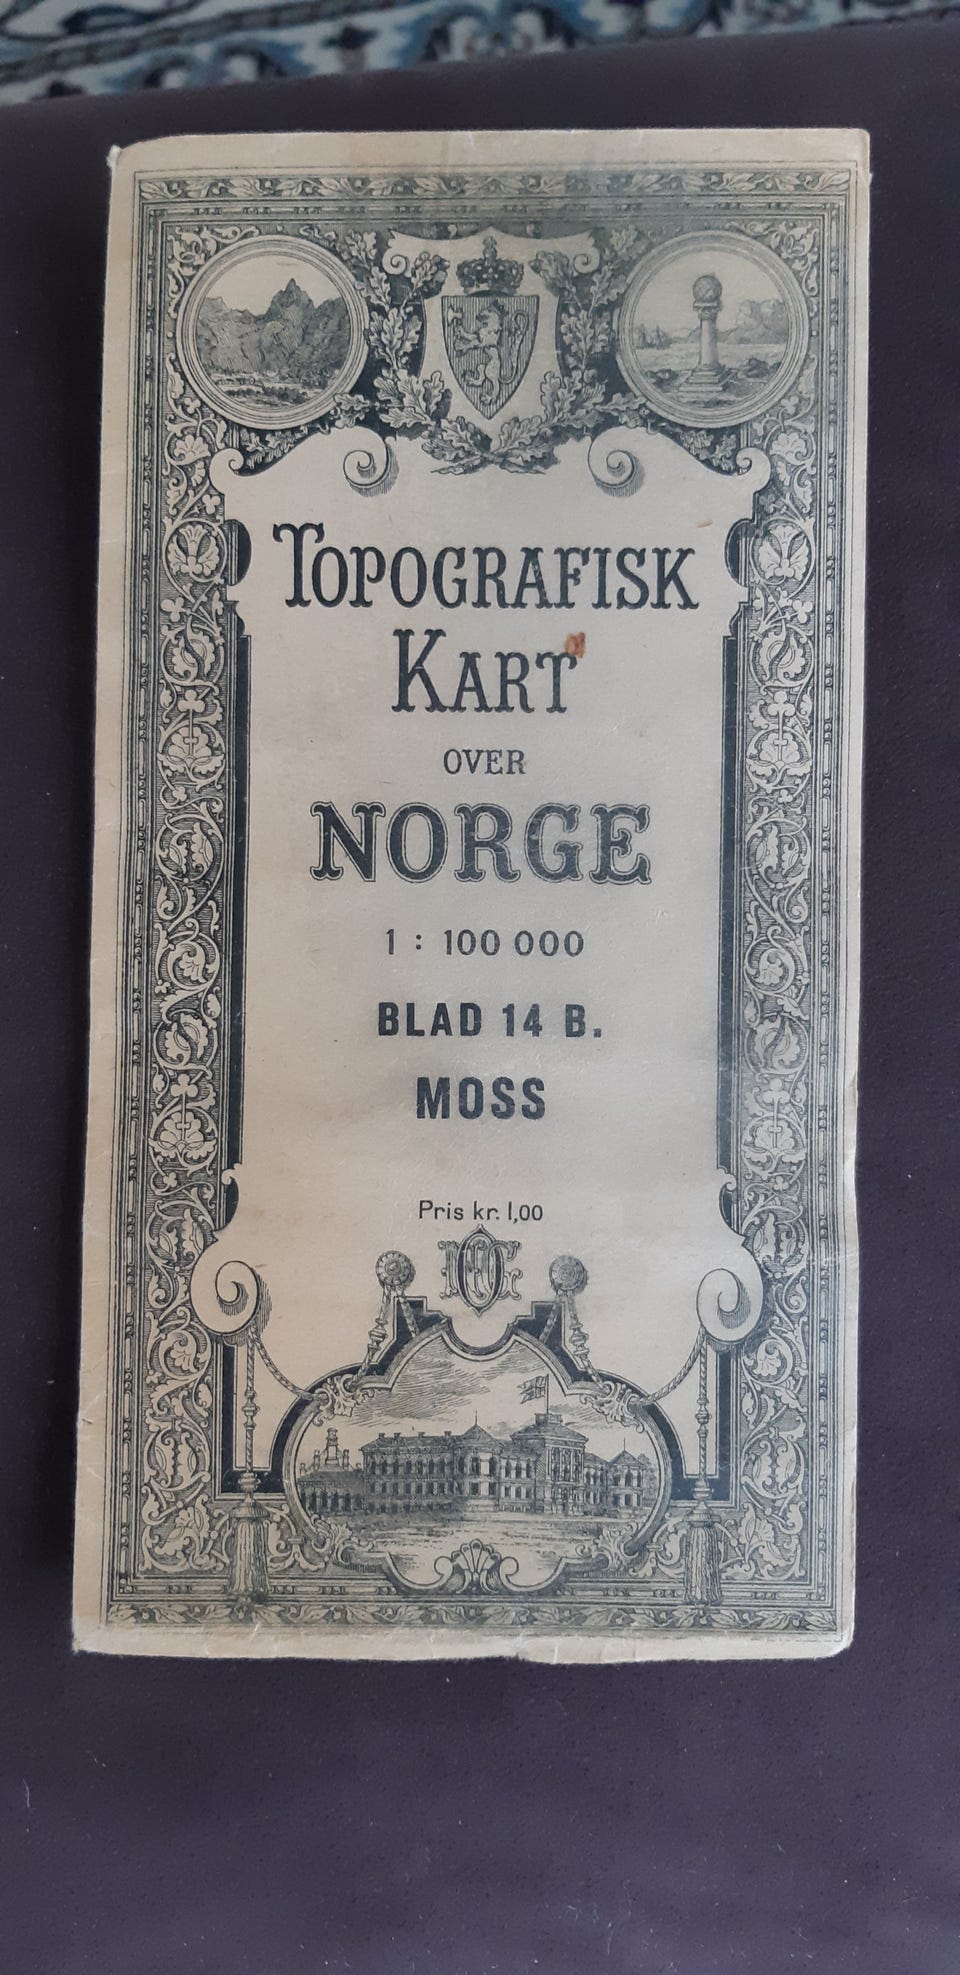 TOPOGRAFISK
KART
OVER
NORGE
1 : 100 000
BLAD 14 B.
MOSS
Pris kr. 1,00